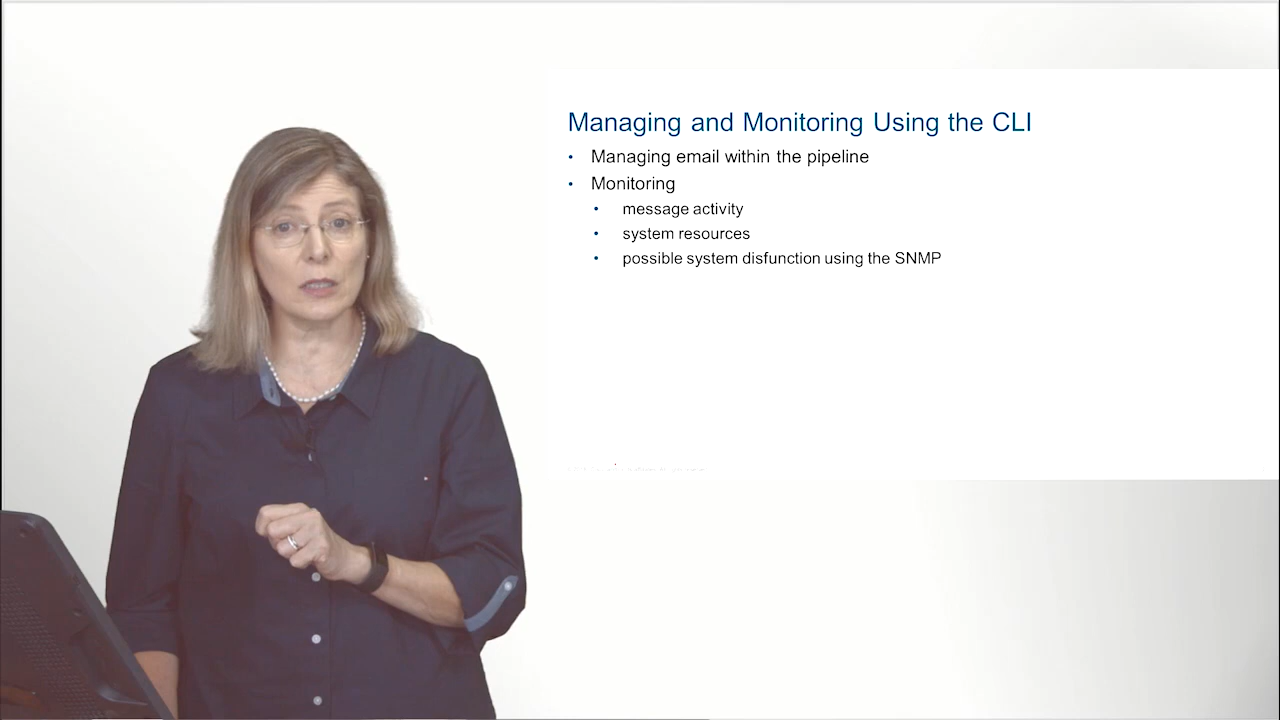 Managing and Monitoring Using the CLI
• Managing email within the pipeline
• Monitoring
• message activity
• system resources
• possible system disfunction using the SNMP